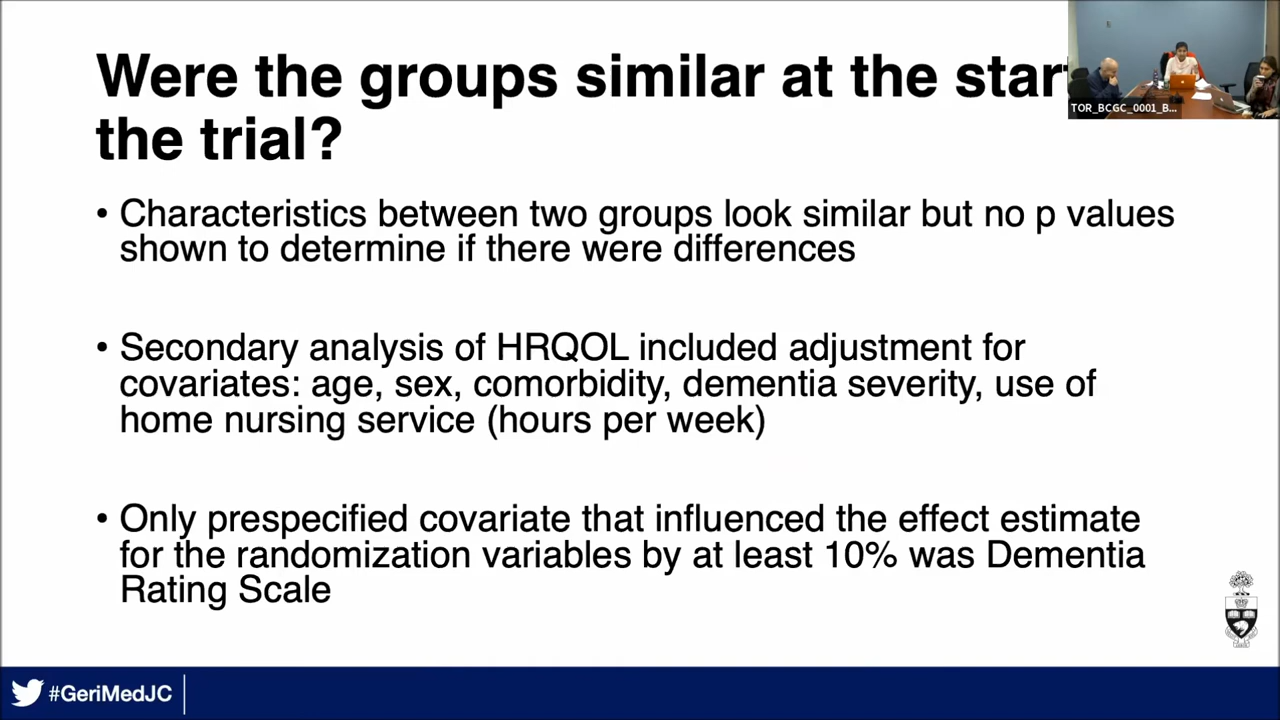 Were the groups similar at the star
the trial?
TOR_BCGC_0001_B...
• Characteristics between two groups look similar but no p values
shown to determine if there were differences
• Secondary analysis of HRQOL included adjustment for
covariates: age, sex, comorbidity, dementia severity, use of
home nursing service (hours per week)
• Only prespecified covariate that influenced the effect estimate
for the randomization variables by at least 10% was Dementia
Rating Scale
#GeriMedJC